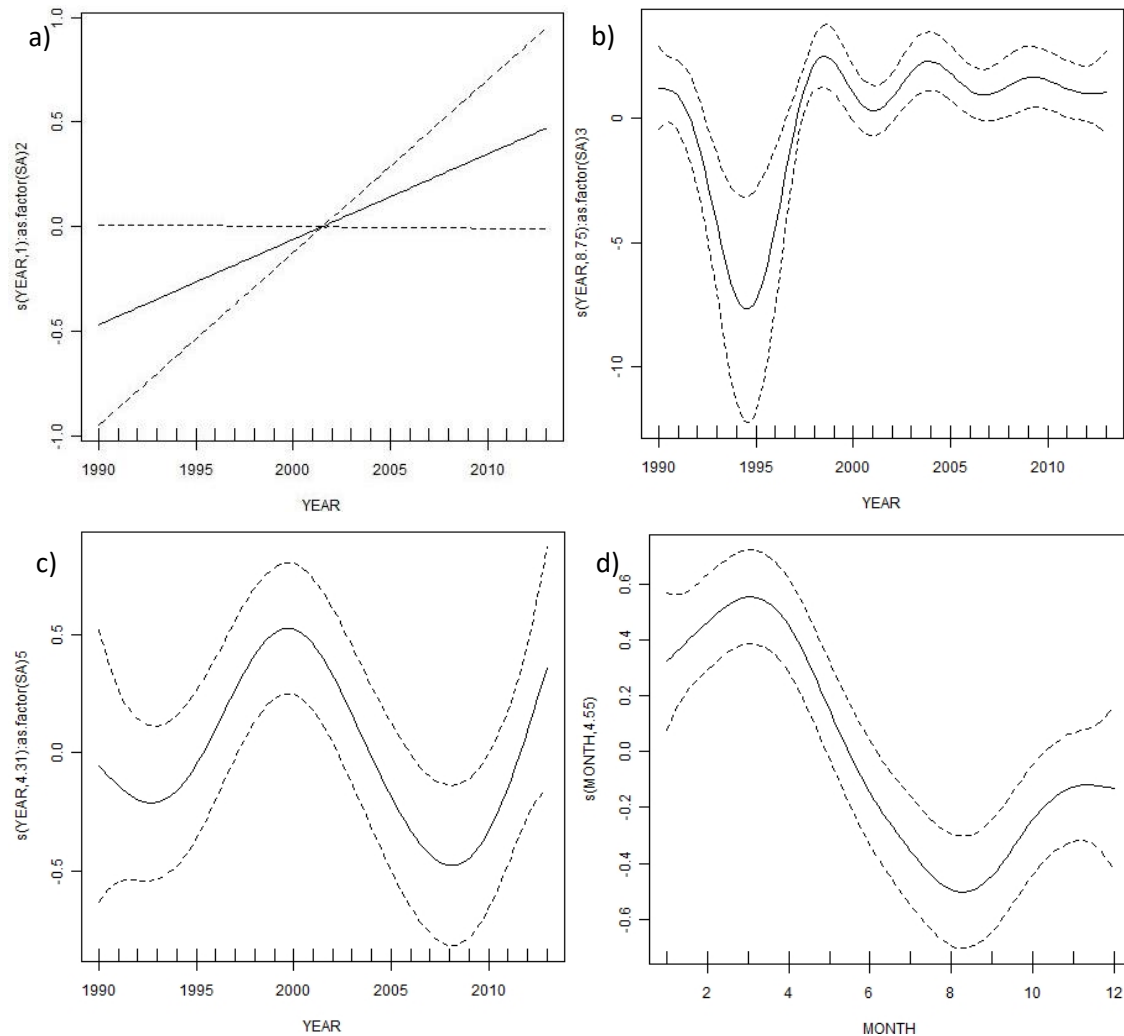 a)
s(YEAR,1):as.factor(SA)2
1.0
0.5
0.0
-0.5
-1.0
1990 1995 2000 2005 2010
YEAR
b)
s(YEAR,8.75):as.factor(SA)3
0
-5
-10
1990 1995 2000 2005 2010
YEAR
c)
s(YEAR,4.31):as.factor(SA)5
0.5
0.0
-0.5
1990 1995 2000 2005 2010
YEAR
d)
s(MONTH,4.55)
0.6
0.4
0.2
0.0
-0.2
-0.4
-0.6
2 4 6 8 10 12
MONTH